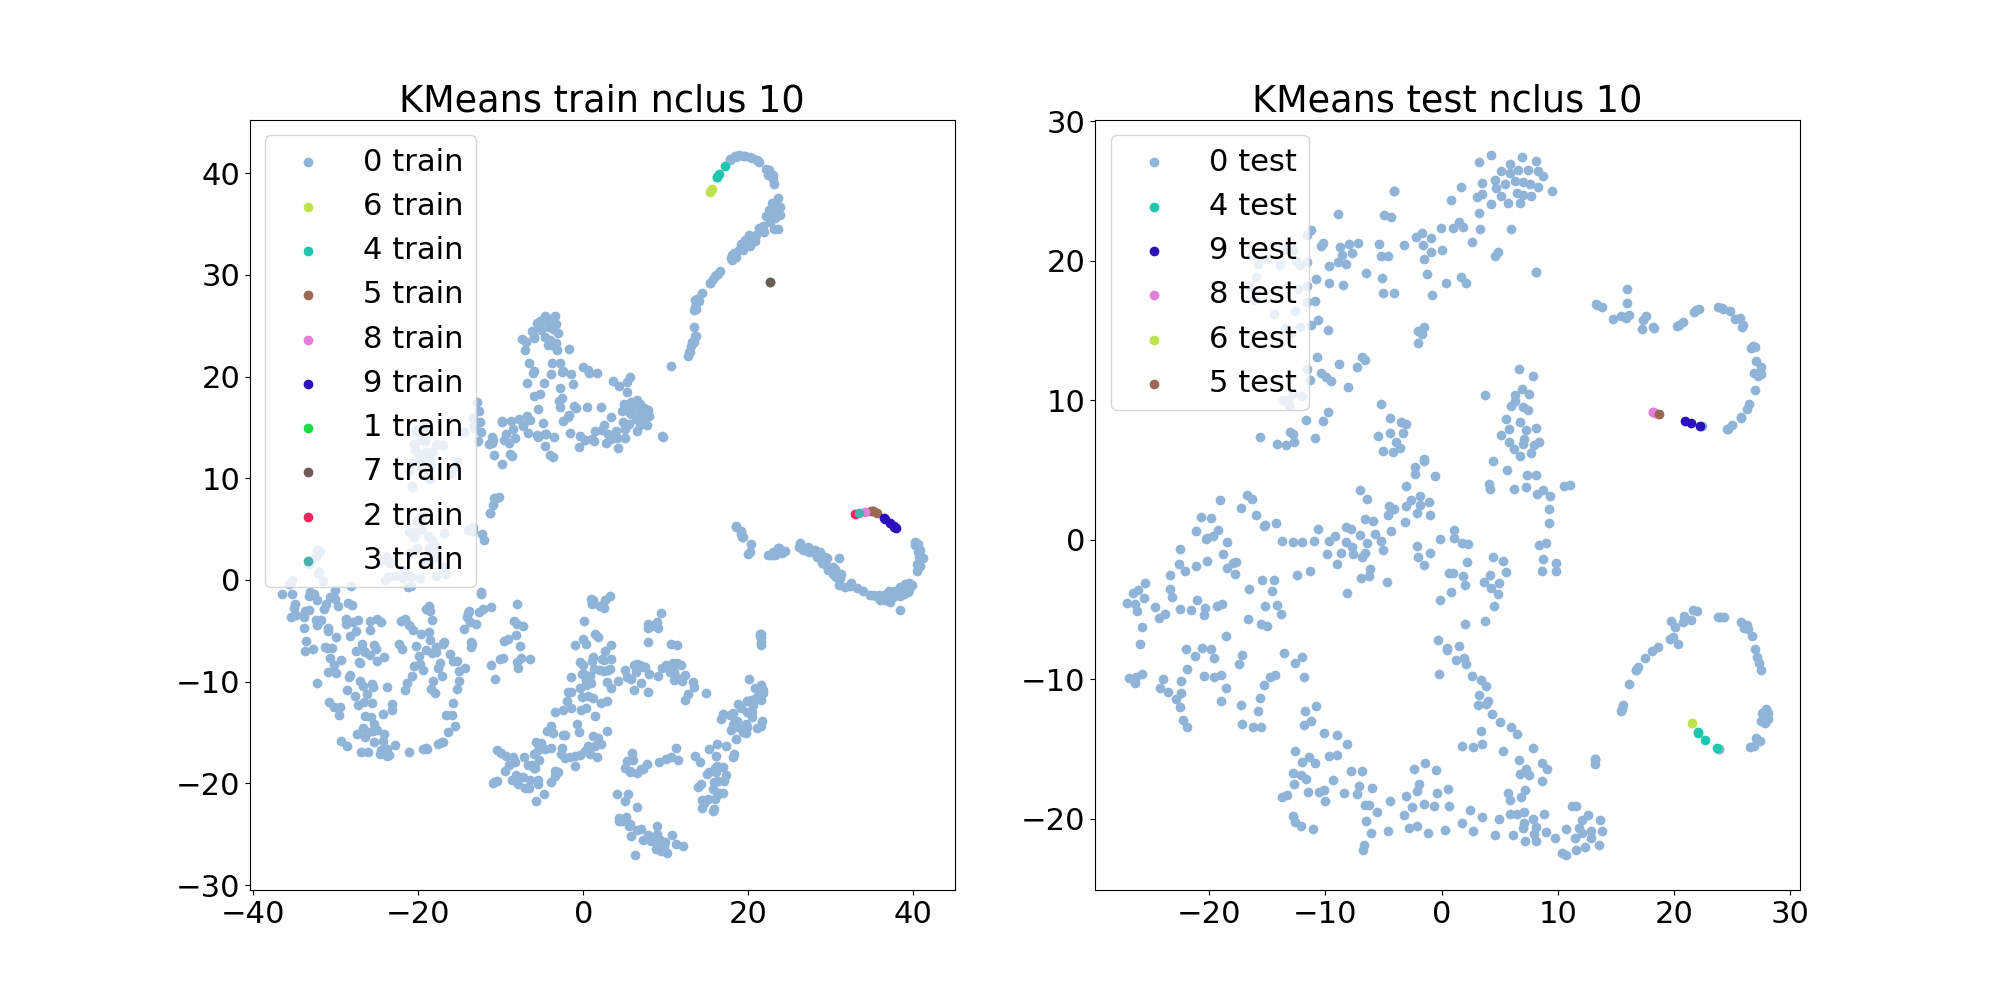 KMeans train nclus 10
40
30
20
10
0
−10
−20
−30
−40
−20
0
20
40
0 train
6 train
4 train
5 train
8 train
9 train
1 train
7 train
2 train
3 train
KMeans test nclus 10
30
20
10
0
−10
−20
−20
−10
0
10
20
30
0 test
4 test
9 test
8 test
6 test
5 test